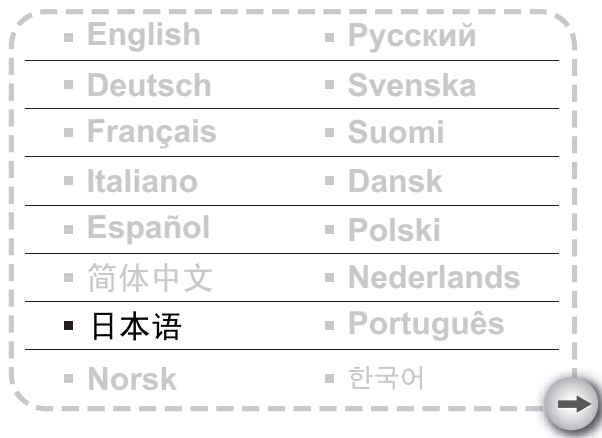 English Русский
Deutsch Svenska
Français Suomi
Italiano Dansk
Español Polski
简体中文 Nederlands
日本语 Português
Norsk 한국어